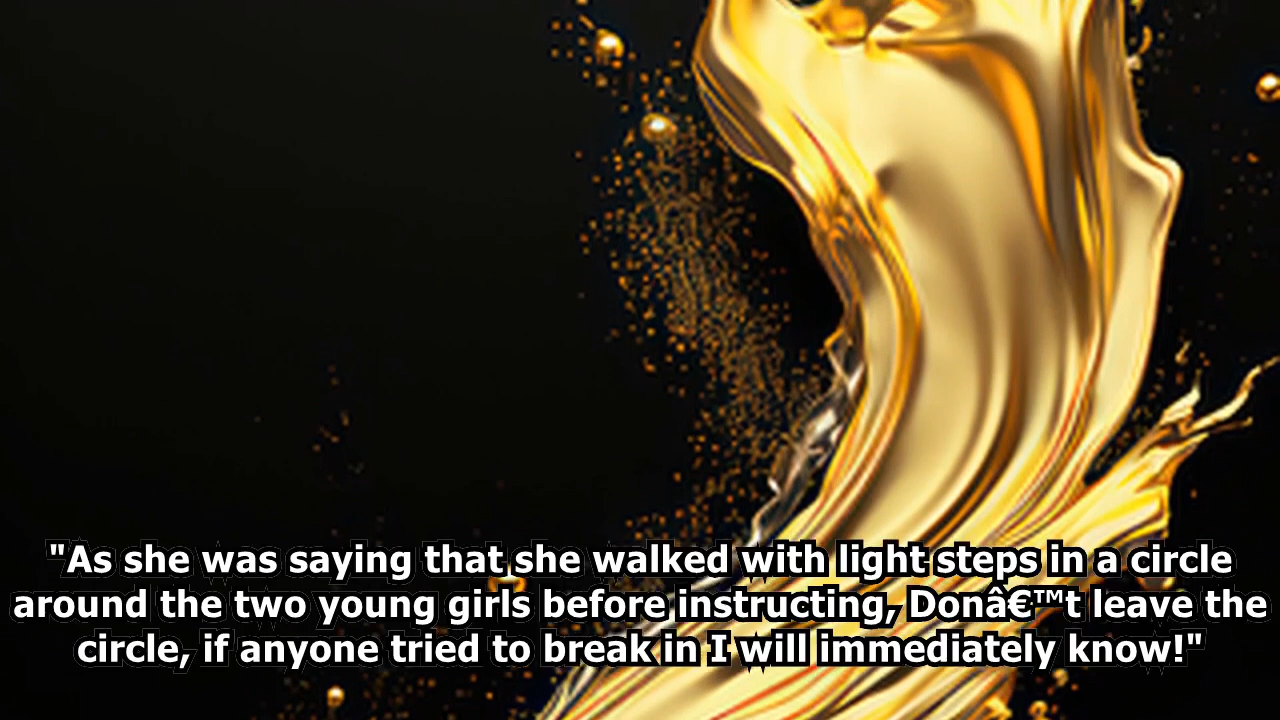 "As she was saying that she walked with light steps in a circle
around the two young girls before instructing, Donâ€™t leave the
circle, if anyone tried to break in I will immediately know!"